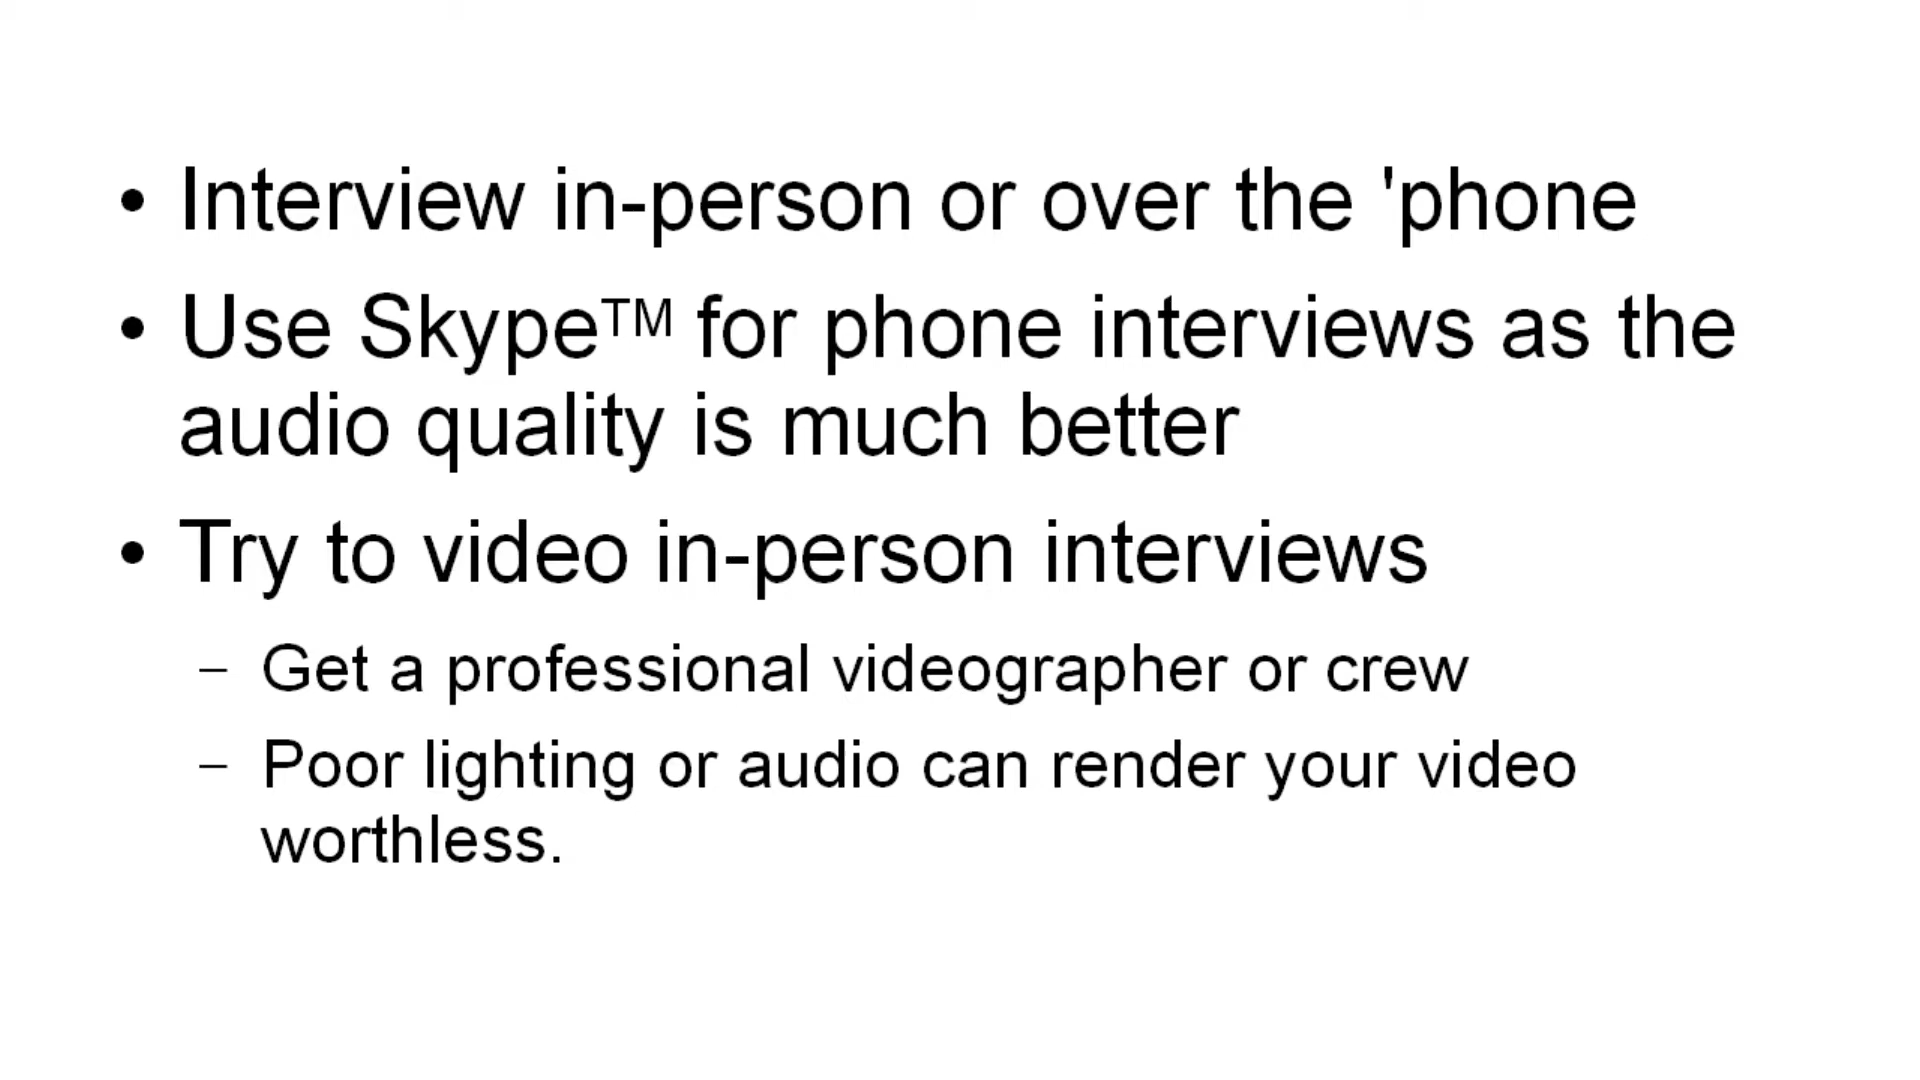 • Interview in-person or over the 'phone
• Use Skype™ for phone interviews as the
audio quality is much better
• Try to video in-person interviews
– Get a professional videographer or crew
– Poor lighting or audio can render your video
worthless.